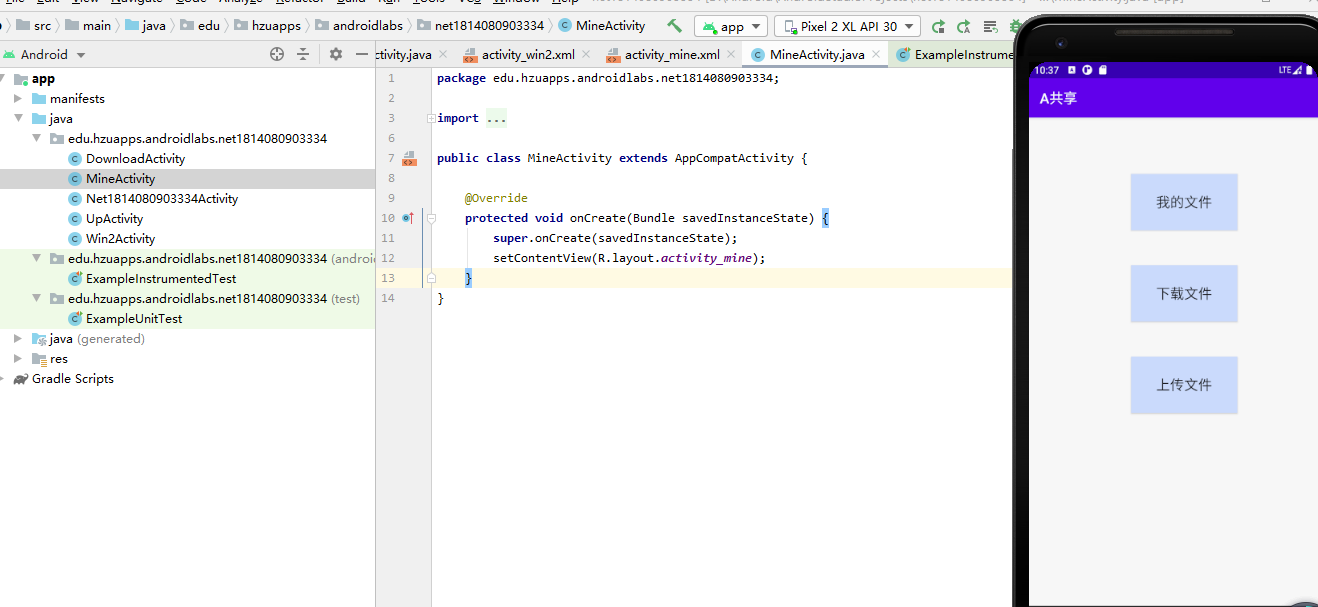 src main java edu hzuapps androidlabs net1814080903334 MineActivity app Pixel 2 XL API 30
Android
ctivity.java activity_win2.xml activity_mine.xml MineActivity.java ExampleInstrume
app
manifests
java
edu.hzuapps.androidlabs.net1814080903334
DownloadActivity
MineActivity
Net1814080903334Activity
UpActivity
Win2Activity
edu.hzuapps.androidlabs.net1814080903334 (androi
ExampleInstrumentedTest
edu.hzuapps.androidlabs.net1814080903334 (test)
ExampleUnitTest
java (generated)
res
Gradle Scripts
1 package edu.hzuapps.androidlabs.net1814080903334;
2
3 import ...
6
7 public class MineActivity extends AppCompatActivity {
8
9 @Override
10 protected void onCreate(Bundle savedInstanceState) {
11 super.onCreate(savedInstanceState);
12 setContentView(R.layout.activity_mine);
13 }
14 }
10:37 LTE
A共享
我的文件
下载文件
上传文件